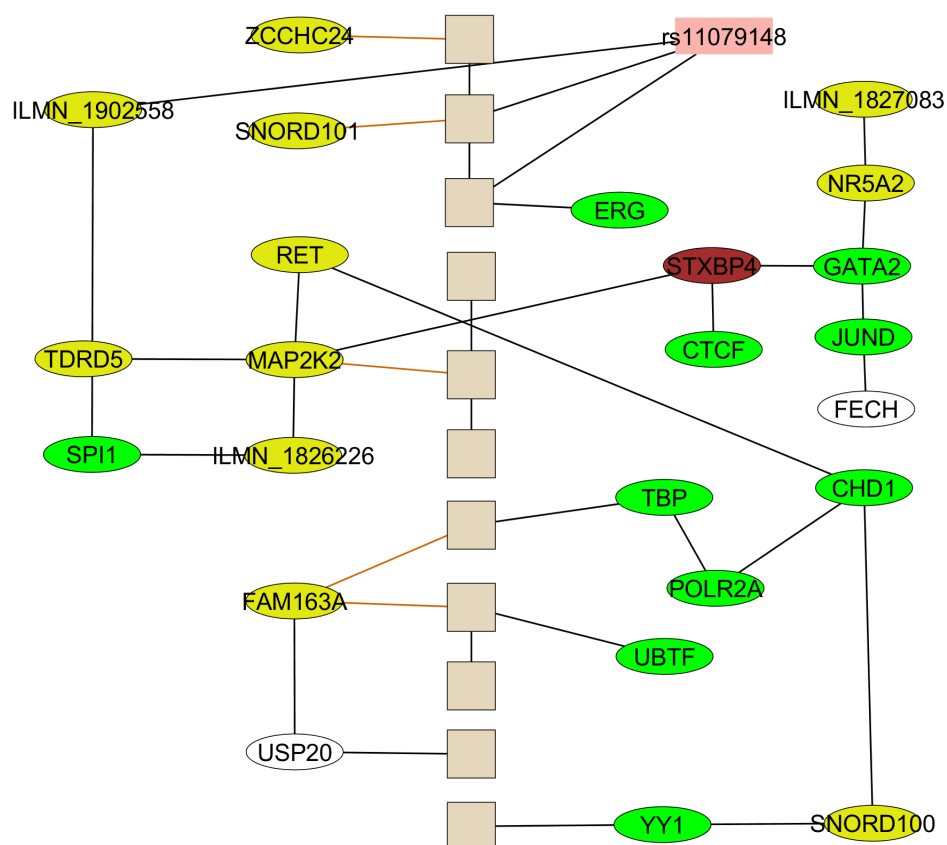 ZCCHC24
rs11079148
ILMN_1902558
ILMN_1827083
SNORD101
NR5A2
ERG
RET
STXBP4
GATA2
JUND
CTCF
TDRD5
MAP2K2
FECH
SPI1
ILMN_1826226
TBP
CHD1
POLR2A
FAM163A
UBTF
USP20
YY1
SNORD100